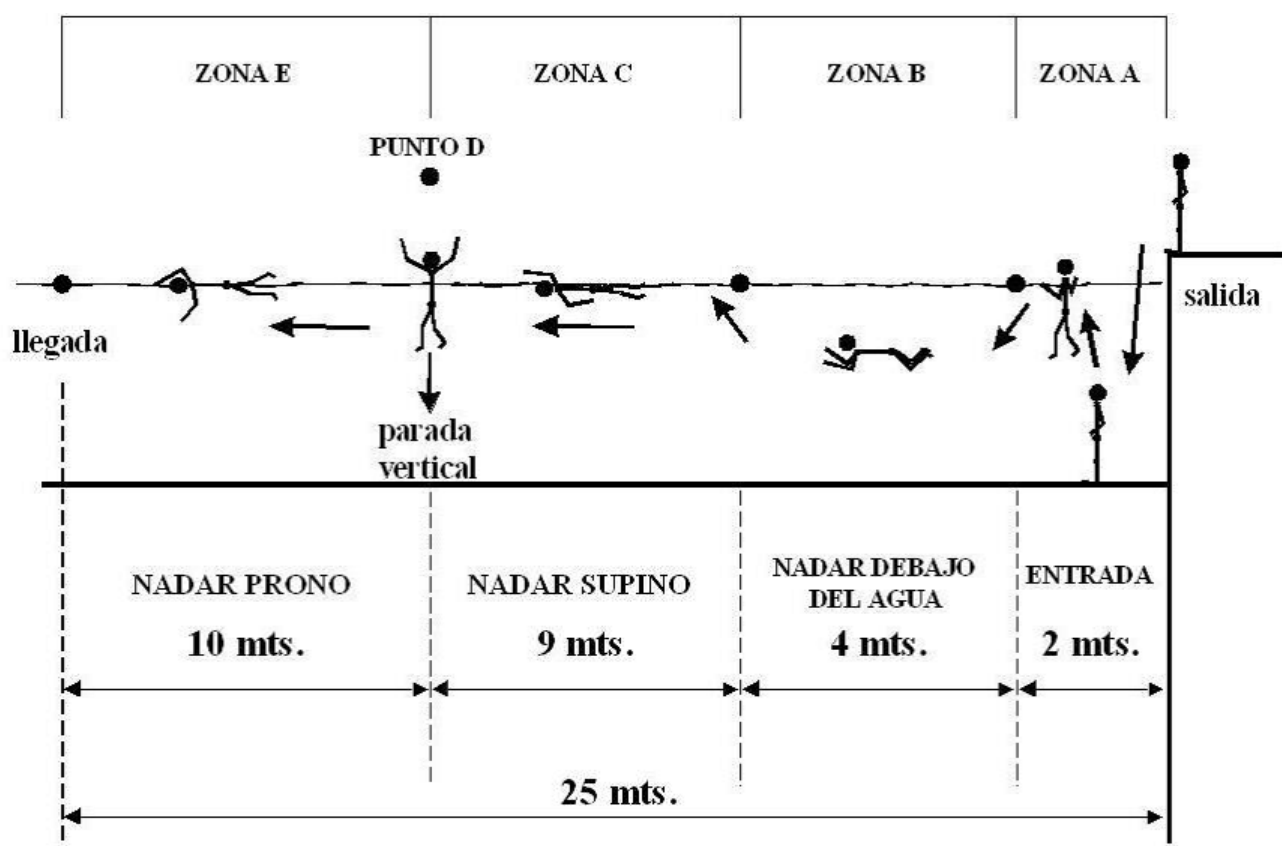 ZONA E
ZONA C
ZONA B
ZONA A
PUNTO D
salida
llegada
parada
vertical
NADAR PRONO
10 mts.
NADAR SUPINO
9 mts.
NADAR DEBAJO
DEL AGUA
4 mts.
ENTRADA
2 mts.
25 mts.